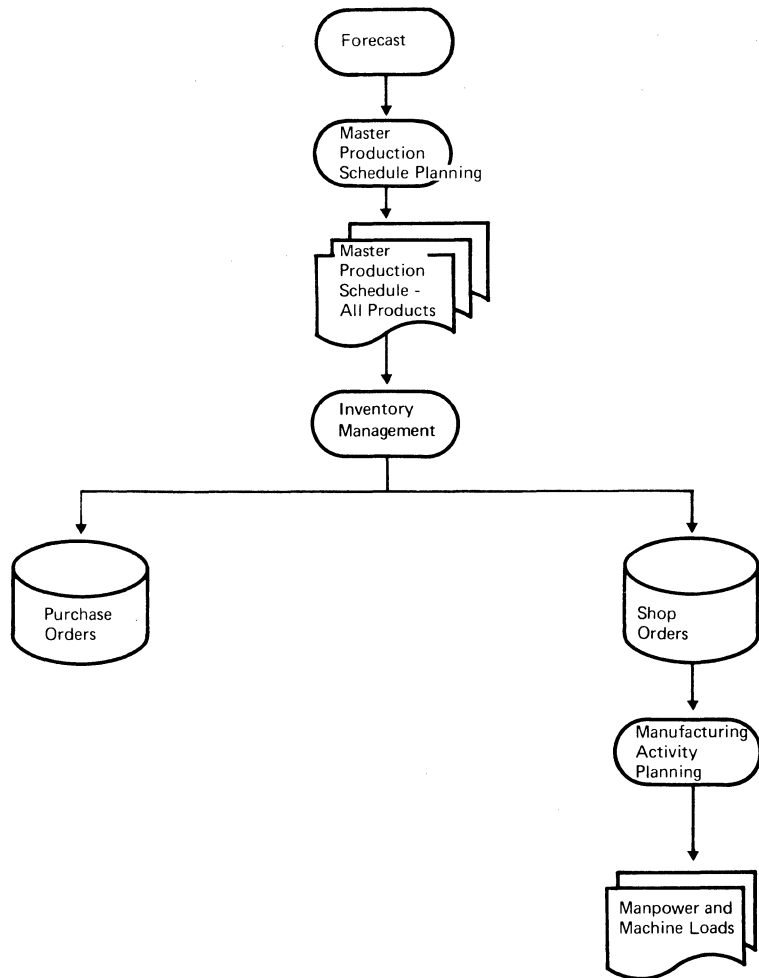 Forecast
Master
Production
Schedule Planning
Master
Production
Schedule -
All Products
Inventory
Management
Purchase
Orders
Shop
Orders
Manufacturing
Activity
Planning
Manpower and
Machine Loads